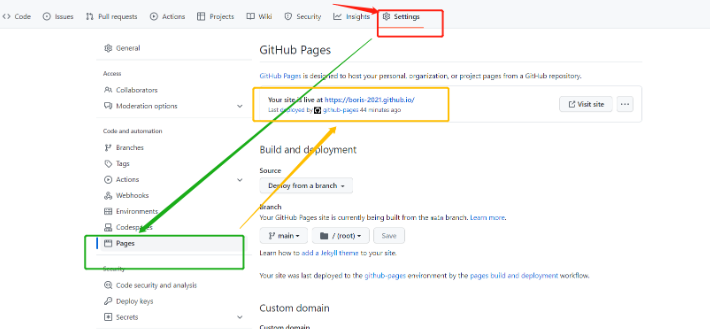 Code Issues Pull requests Actions Projects Wiki Security Insights Settings
General
Access
Collaborators
Moderation options
Code and automation
Branches
Tags
Actions
Webhooks
Environments
Codespaces
Pages
Security
Code security and analysis
Deploy keys
Secrets
GitHub Pages
GitHub Pages is designed to host your personal, organization, or project pages from a GitHub repository.
Your site is live at https://boris-2021.github.io/
Last deployed by github-pages 44 minutes ago
Visit site
Build and deployment
Source
Deploy from a branch
Branch
Your GitHub Pages site is currently being built from the main branch. Learn more.
main / (root) Save
Learn how to add a Jekyll theme to your site.
Your site was last deployed to the github-pages environment by the pages build and deployment workflow.
Custom domain
Custom domain